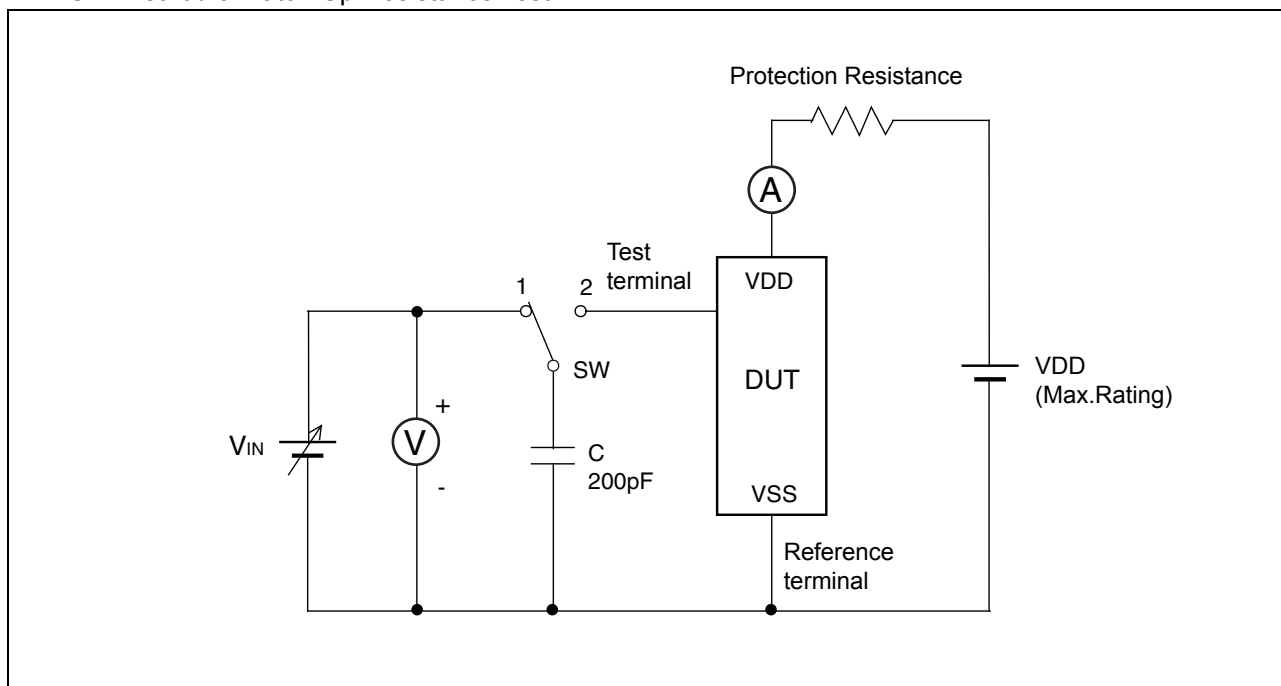 Protection Resistance
A
Test
terminal
1
2
VDD
SW
DUT
VDD
(Max.Rating)
+
V
-
VIN
C
200pF
VSS
Reference
terminal